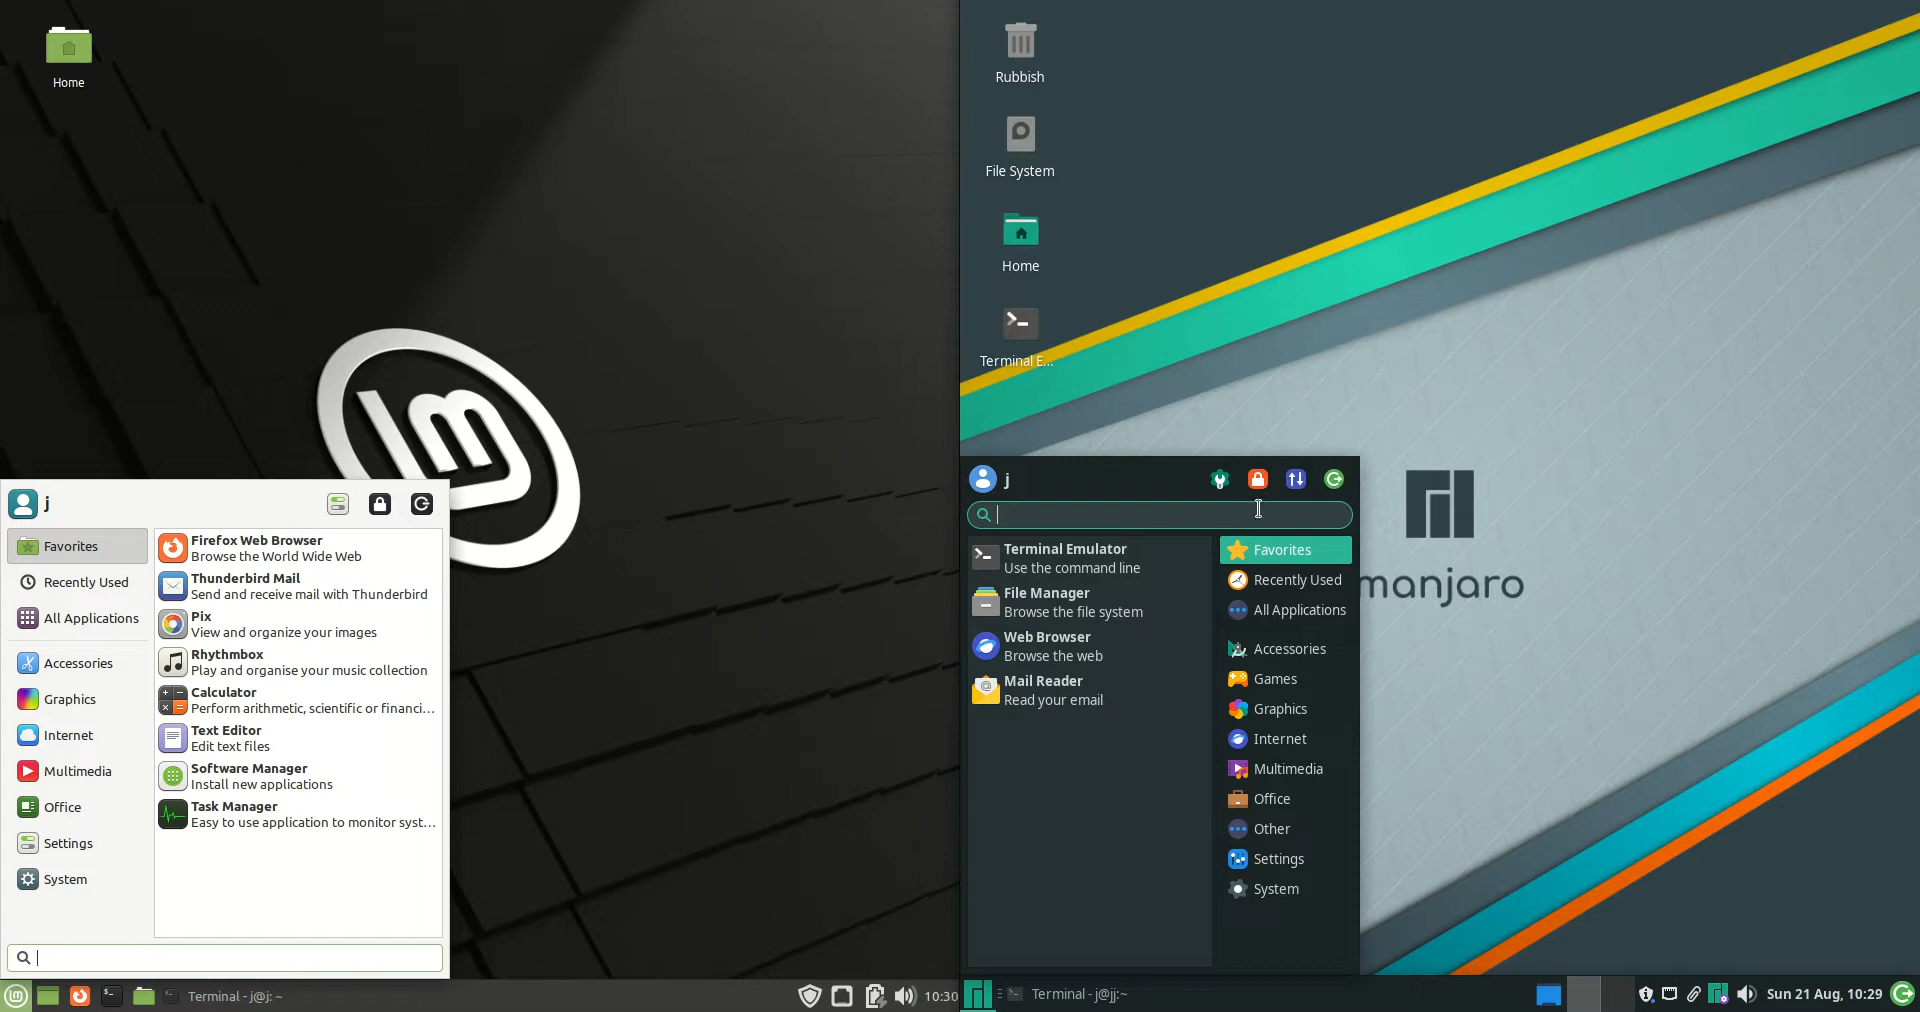 Home
j
Favorites
Recently Used
All Applications
Accessories
Graphics
Internet
Multimedia
Office
Settings
System
Firefox Web Browser
Browse the World Wide Web
Thunderbird Mail
Send and receive mail with Thunderbird
Pix
View and organize your images
Rhythmbox
Play and organise your music collection
Calculator
Perform arithmetic, scientific or financi...
Text Editor
Edit text files
Software Manager
Install new applications
Task Manager
Easy to use application to monitor syst...
Terminal - j@j: ~
10:30
Rubbish
File System
Home
Terminal E...
j
Terminal Emulator
Use the command line
File Manager
Browse the file system
Web Browser
Browse the web
Mail Reader
Read your email
Favorites
Recently Used
All Applications
Accessories
Games
Graphics
Internet
Multimedia
Office
Other
Settings
System
manjaro
Terminal - j@jj:~
Sun 21 Aug, 10:29